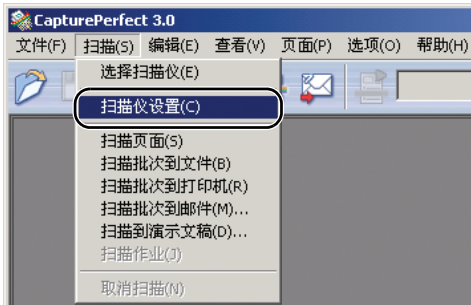 CapturePerfect 3.0
文件(F) 扫描(S) 编辑(E) 查看(V) 页面(P) 选项(O) 帮助(H)
选择扫描仪(E)
扫描仪设置(C)
扫描页面(S)
扫描批次到文件(B)
扫描批次到打印机(R)
扫描批次到邮件(M)...
扫描到演示文稿(D)...
扫描作业(J)
取消扫描(N)